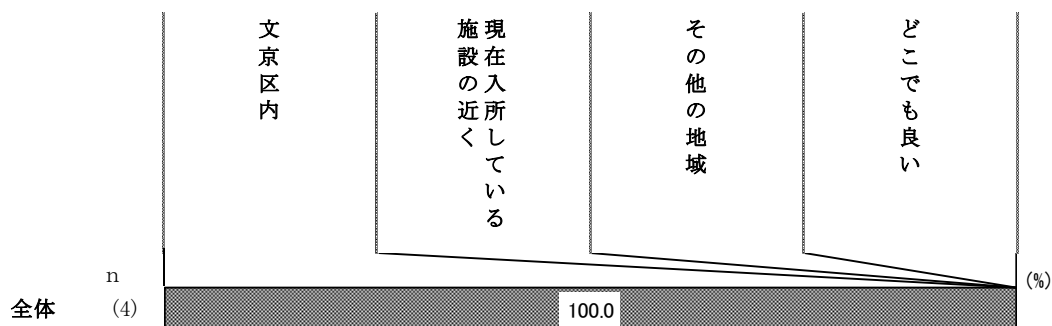 文京区内
現在入所している
施設の近く
その他の地域
どこでも良い
n
(%)
全体 (4) 100.0